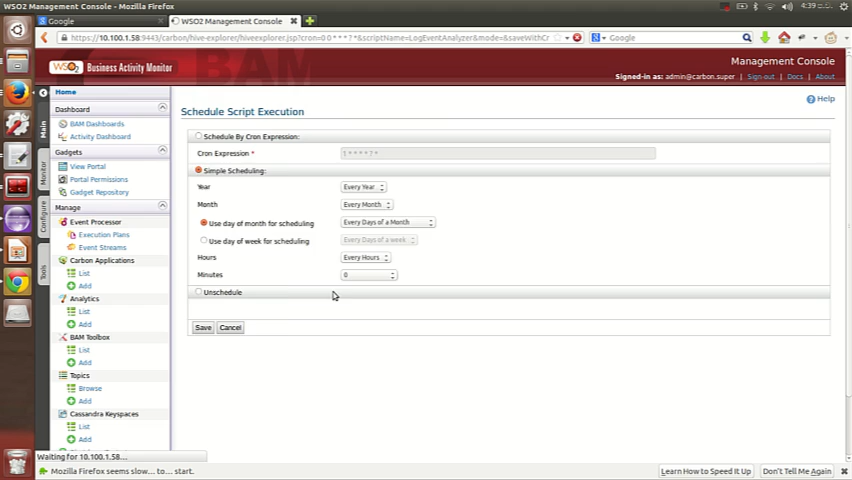 WSO2 Management Console - Mozilla Firefox
4:39
Google
WSO2 Management Console
https://10.100.1.58:9443/carbon/hive-explorer/hiveexplorer.jsp?cron=0 0 * * * ?*&scriptName=LogEventAnalyzer&mode=&saveWithCr
Google
WSO2 Business Activity Monitor
Management Console
Signed-in as: admin@carbon.super Sign-out Docs About
Home
Help
Main
Monitor
Configure
Tools
Dashboard
BAM Dashboards
Activity Dashboard
Gadgets
View Portal
Portal Permissions
Gadget Repository
Manage
Event Processor
Execution Plans
Event Streams
Carbon Applications
List
Add
Analytics
List
Add
BAM Toolbox
List
Add
Topics
Browse
Add
Cassandra Keyspaces
List
Add
Schedule Script Execution
Schedule By Cron Expression:
Cron Expression * 1 * * * * ? *
Simple Scheduling:
Year Every Year
Month Every Month
Use day of month for scheduling Every Days of a Month
Use day of week for scheduling Every Days of a week
Hours Every Hours
Minutes 0
Unschedule
Save Cancel
Waiting for 10.100.1.58...
Mozilla Firefox seems slow... to... start.
Learn How to Speed It Up
Don't Tell Me Again